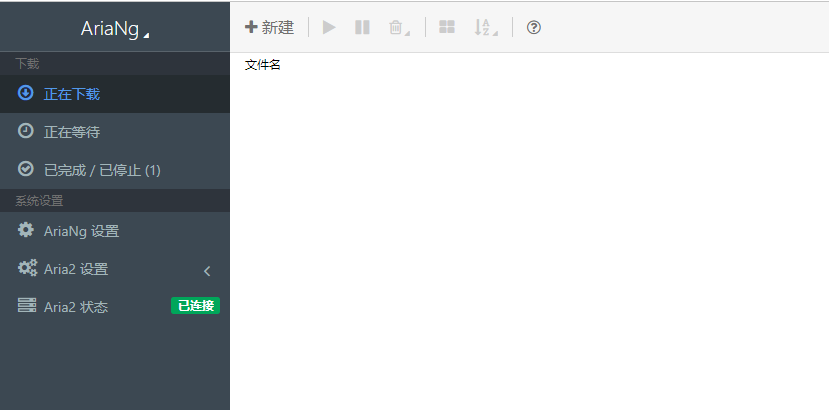 AriaNg
下载
正在下载
正在等待
已完成 / 已停止 (1)
系统设置
AriaNg 设置
Aria2 设置
Aria2 状态 已连接
新建
文件名